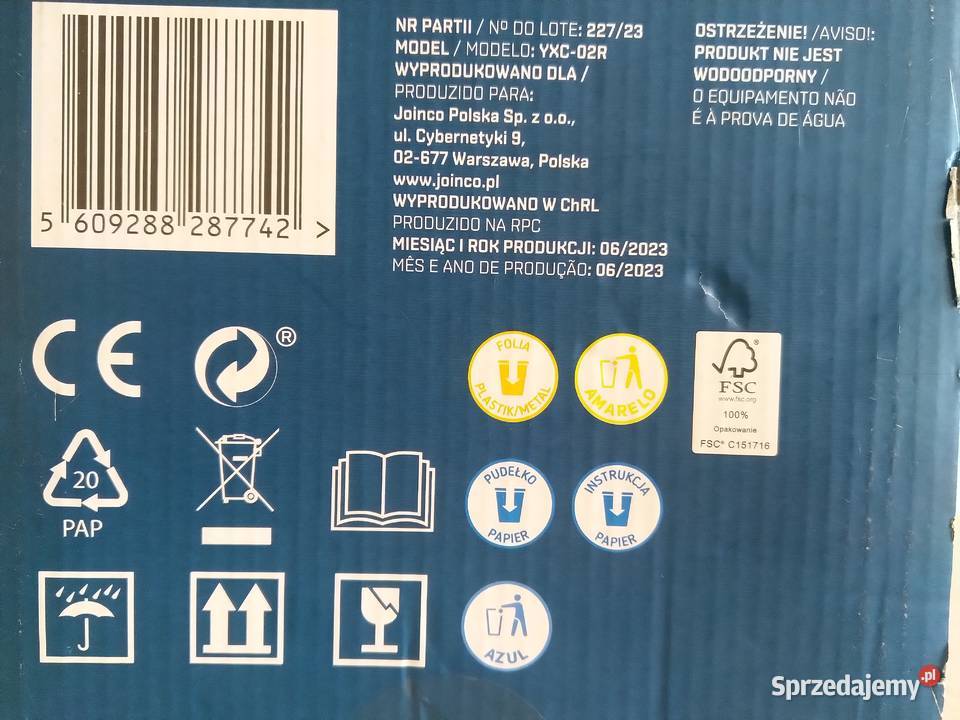 5 609288 287742 >
NR PARTII / Nº DO LOTE: 227/23
MODEL / MODELO: YXC-02R
WYPRODUKOWANO DLA /
PRODUZIDO PARA:
Joinco Polska Sp. z o.o.,
ul. Cybernetyki 9,
02-677 Warszawa, Polska
www.joinco.pl
WYPRODUKOWANO W ChRL
PRODUZIDO NA RPC
MIESIĄC I ROK PRODUKCJI: 06/2023
MÊS E ANO DE PRODUÇÃO: 06/2023
OSTRZEŻENIE! /AVISO!:
PRODUKT NIE JEST
WODOODPORNY /
O EQUIPAMENTO NÃO
É À PROVA DE ÁGUA
CE
®
FOLIA
PLASTIK/METAL
AMARELO
®
FSC
www.fsc.org
100%
Opakowanie
FSC® C151716
20
PAP
PUDEŁKO
PAPIER
INSTRUKCJA
PAPIER
AZUL
Sprzedajemy.pl